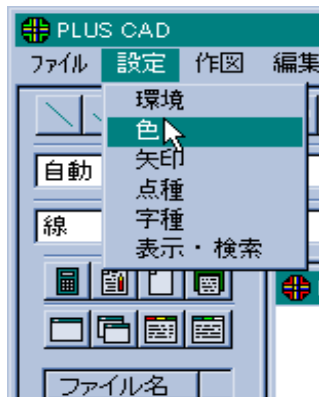 PLUS CAD
ファイル 設定 作図 編集
環境
色
矢印
点種
字種
表示・検索
自動
線
ファイル名